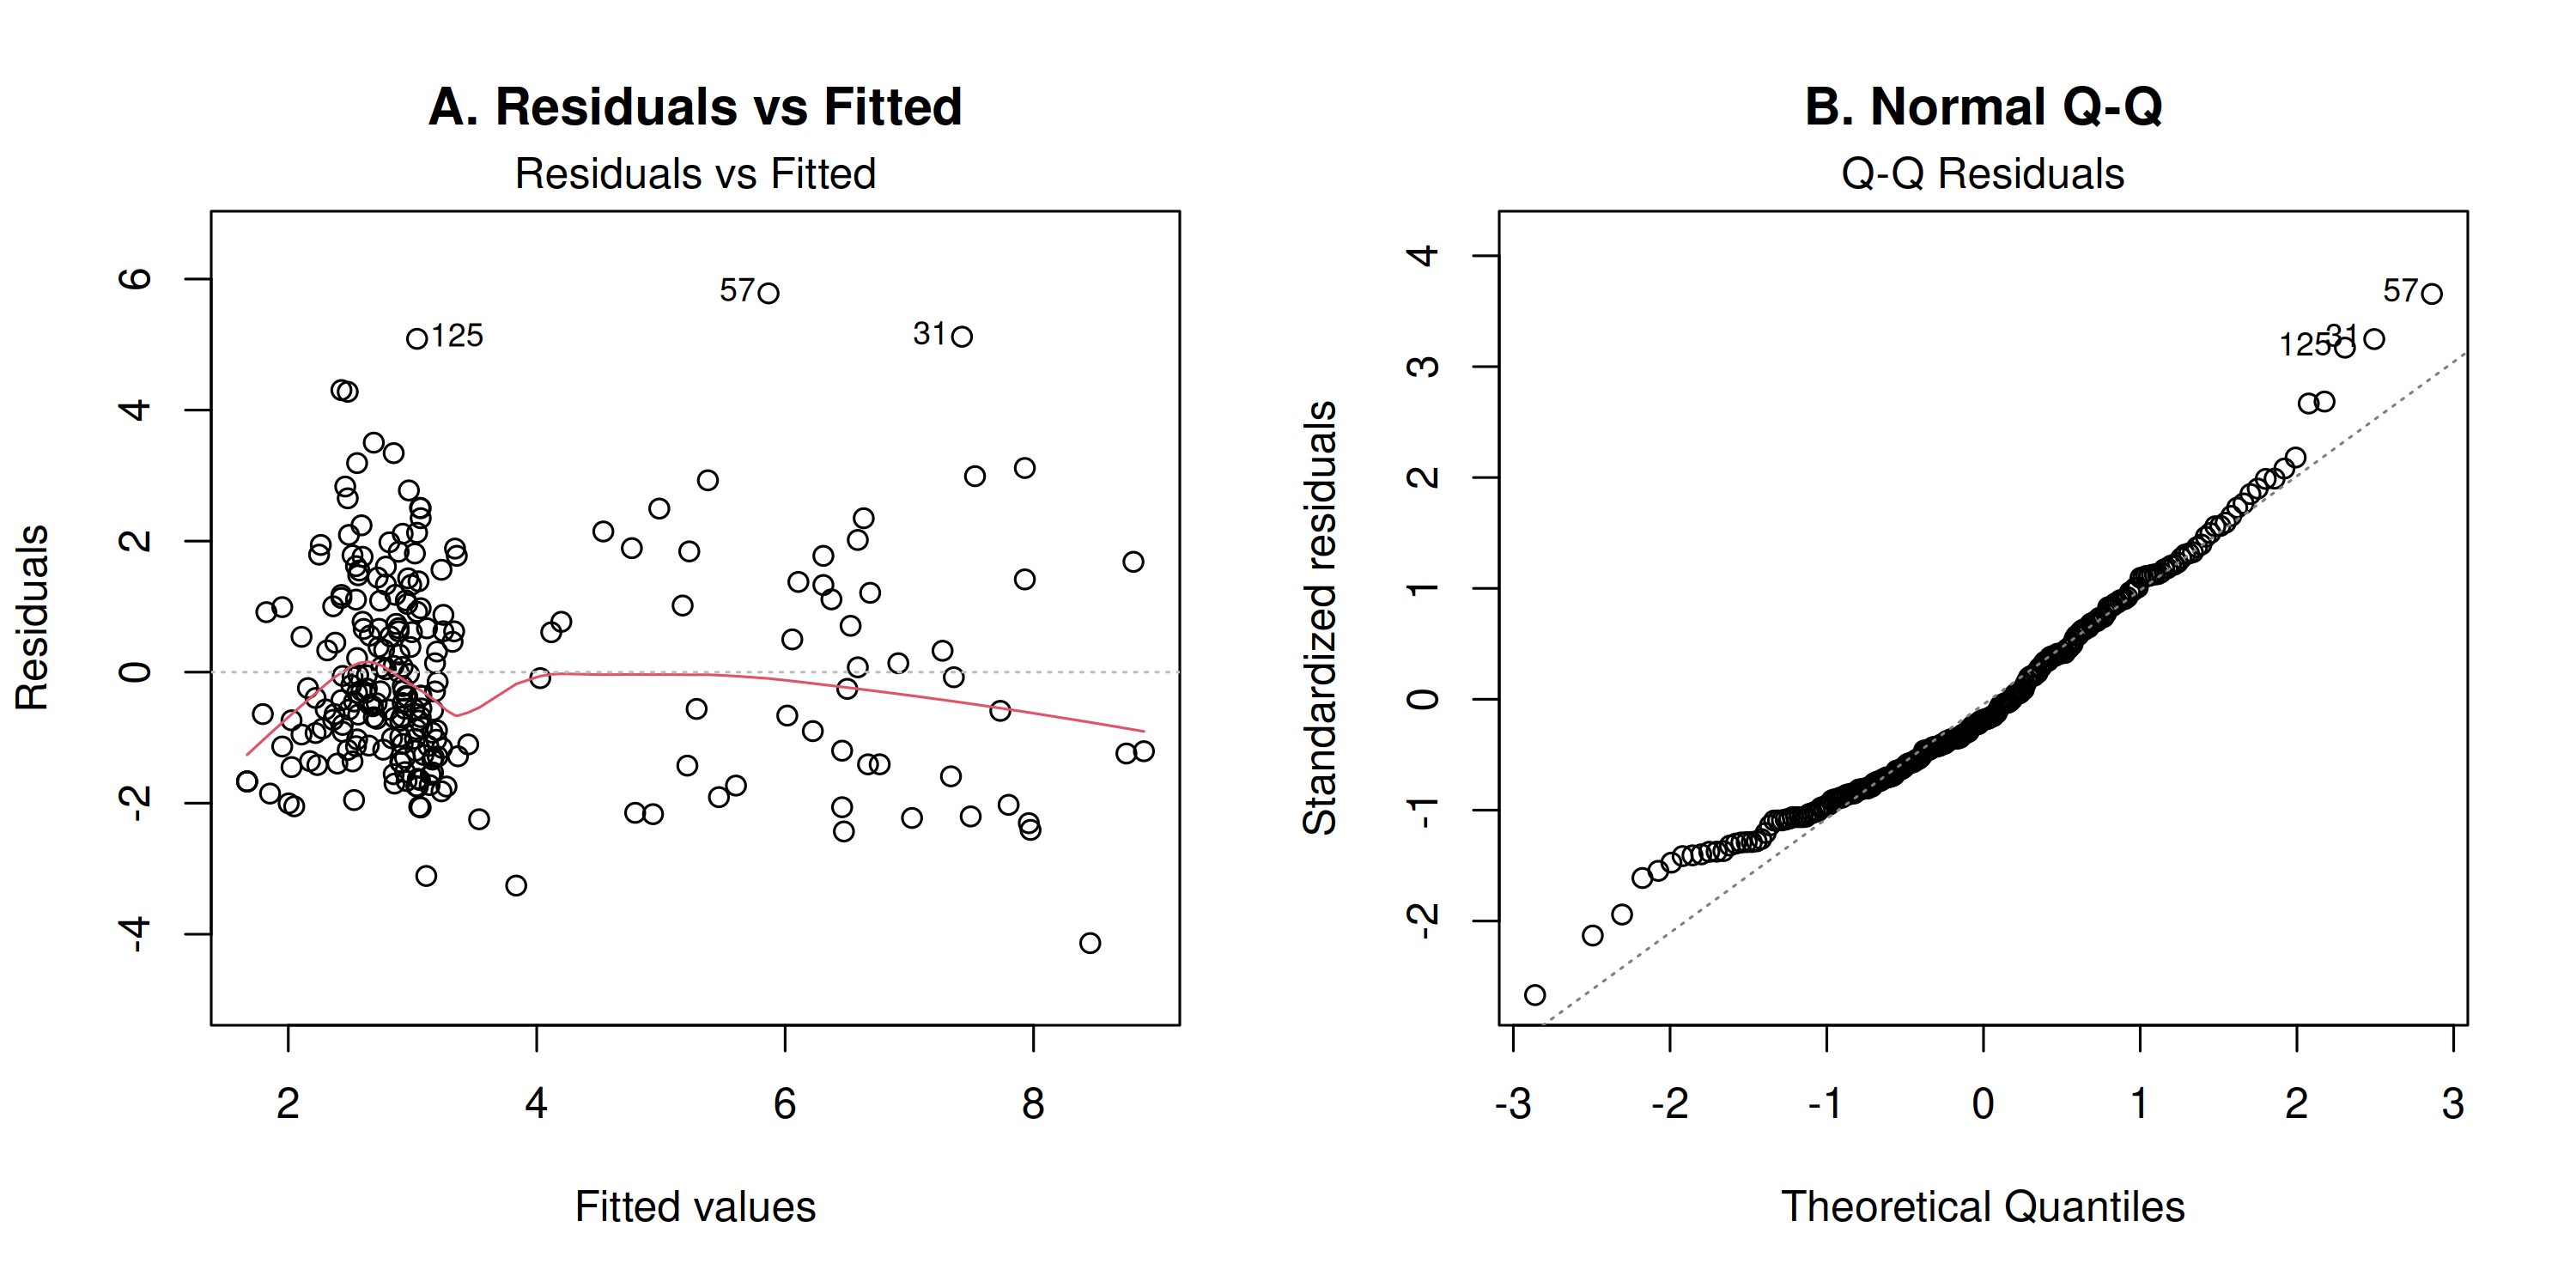 A. Residuals vs Fitted
Residuals vs Fitted
Residuals
6
4
2
0
-2
-4
57
125
31
2 4 6 8
Fitted values
B. Normal Q-Q
Q-Q Residuals
Standardized residuals
4
3
2
1
0
-1
-2
57
31
125
-3 -2 -1 0 1 2 3
Theoretical Quantiles